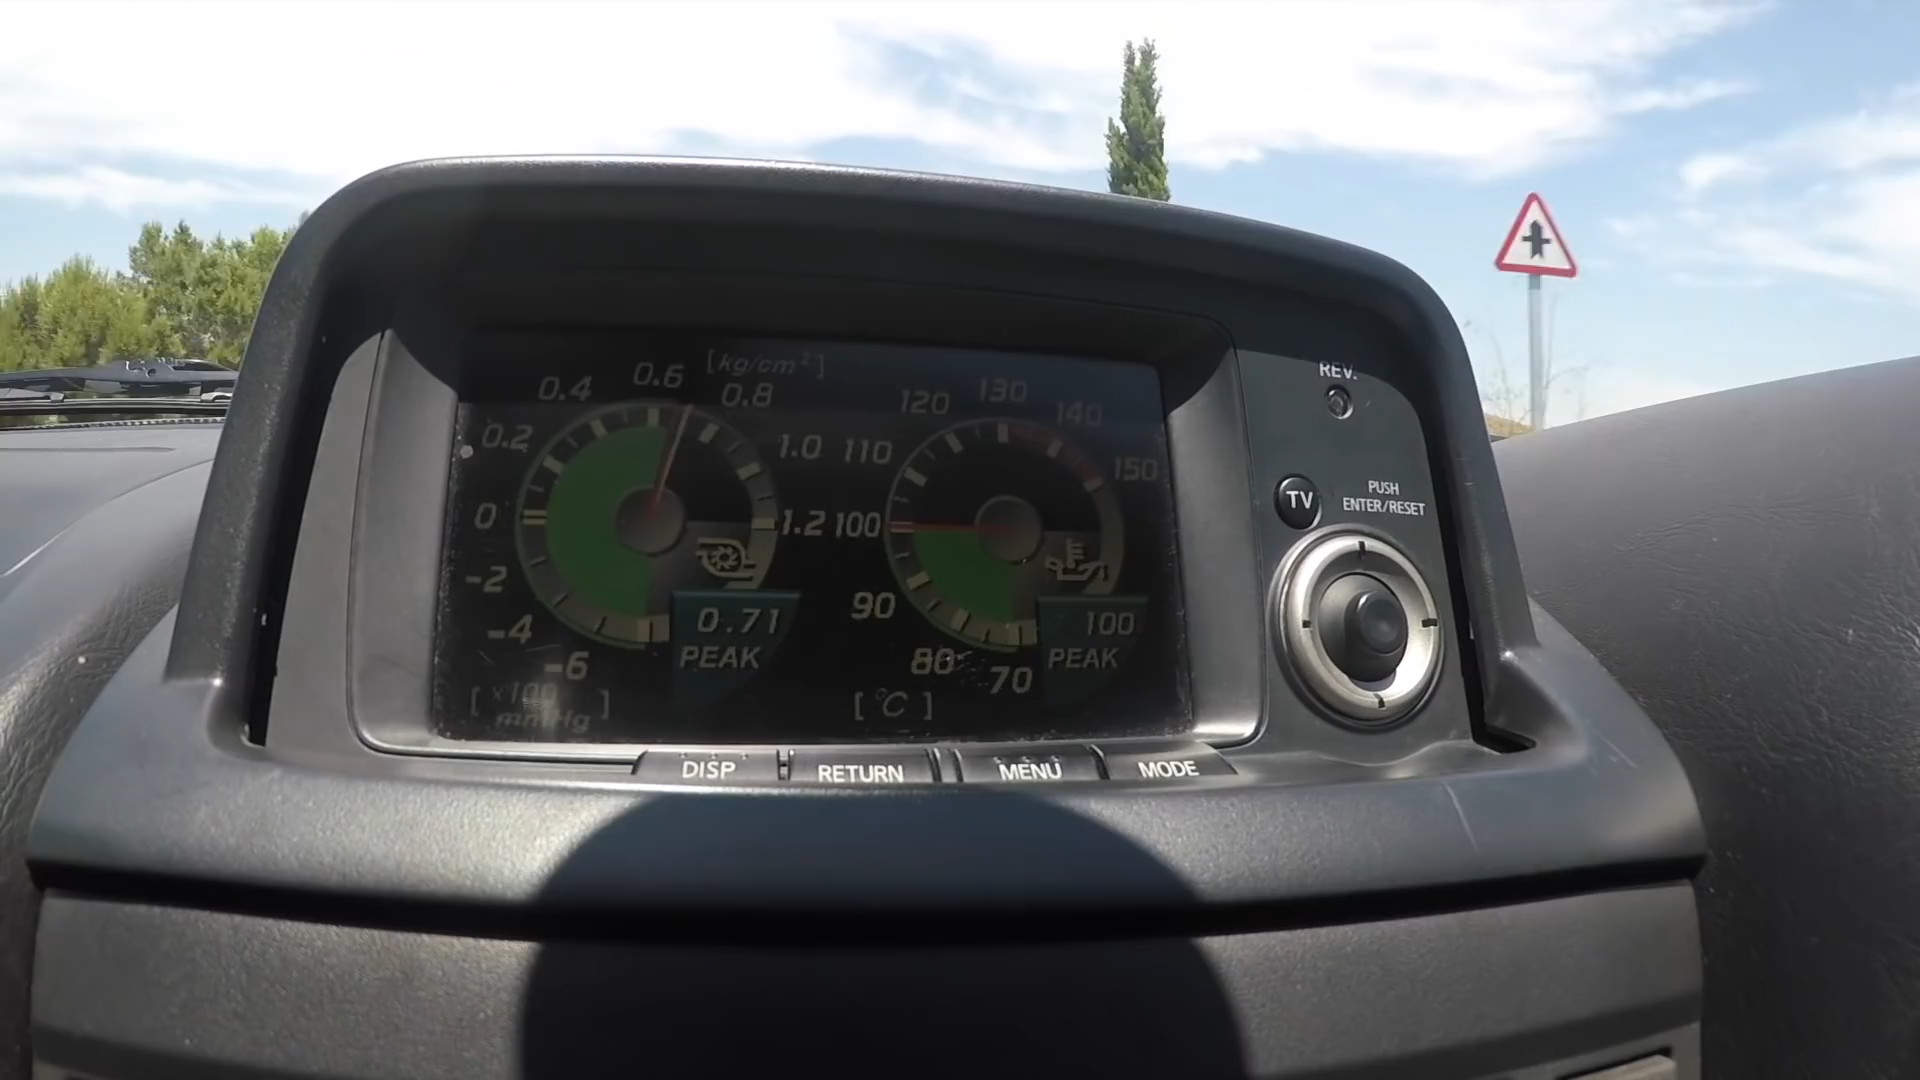 [kg/cm²]
0.4 0.6 0.8
0.2 1.0
0 1.2
-2
-4
-6
[ x100 mmHg ]
0.71
PEAK
120 130 140
110 150
100
90
80
70
[°C]
100
PEAK
REV.
TV
PUSH
ENTER/RESET
DISP RETURN MENU MODE